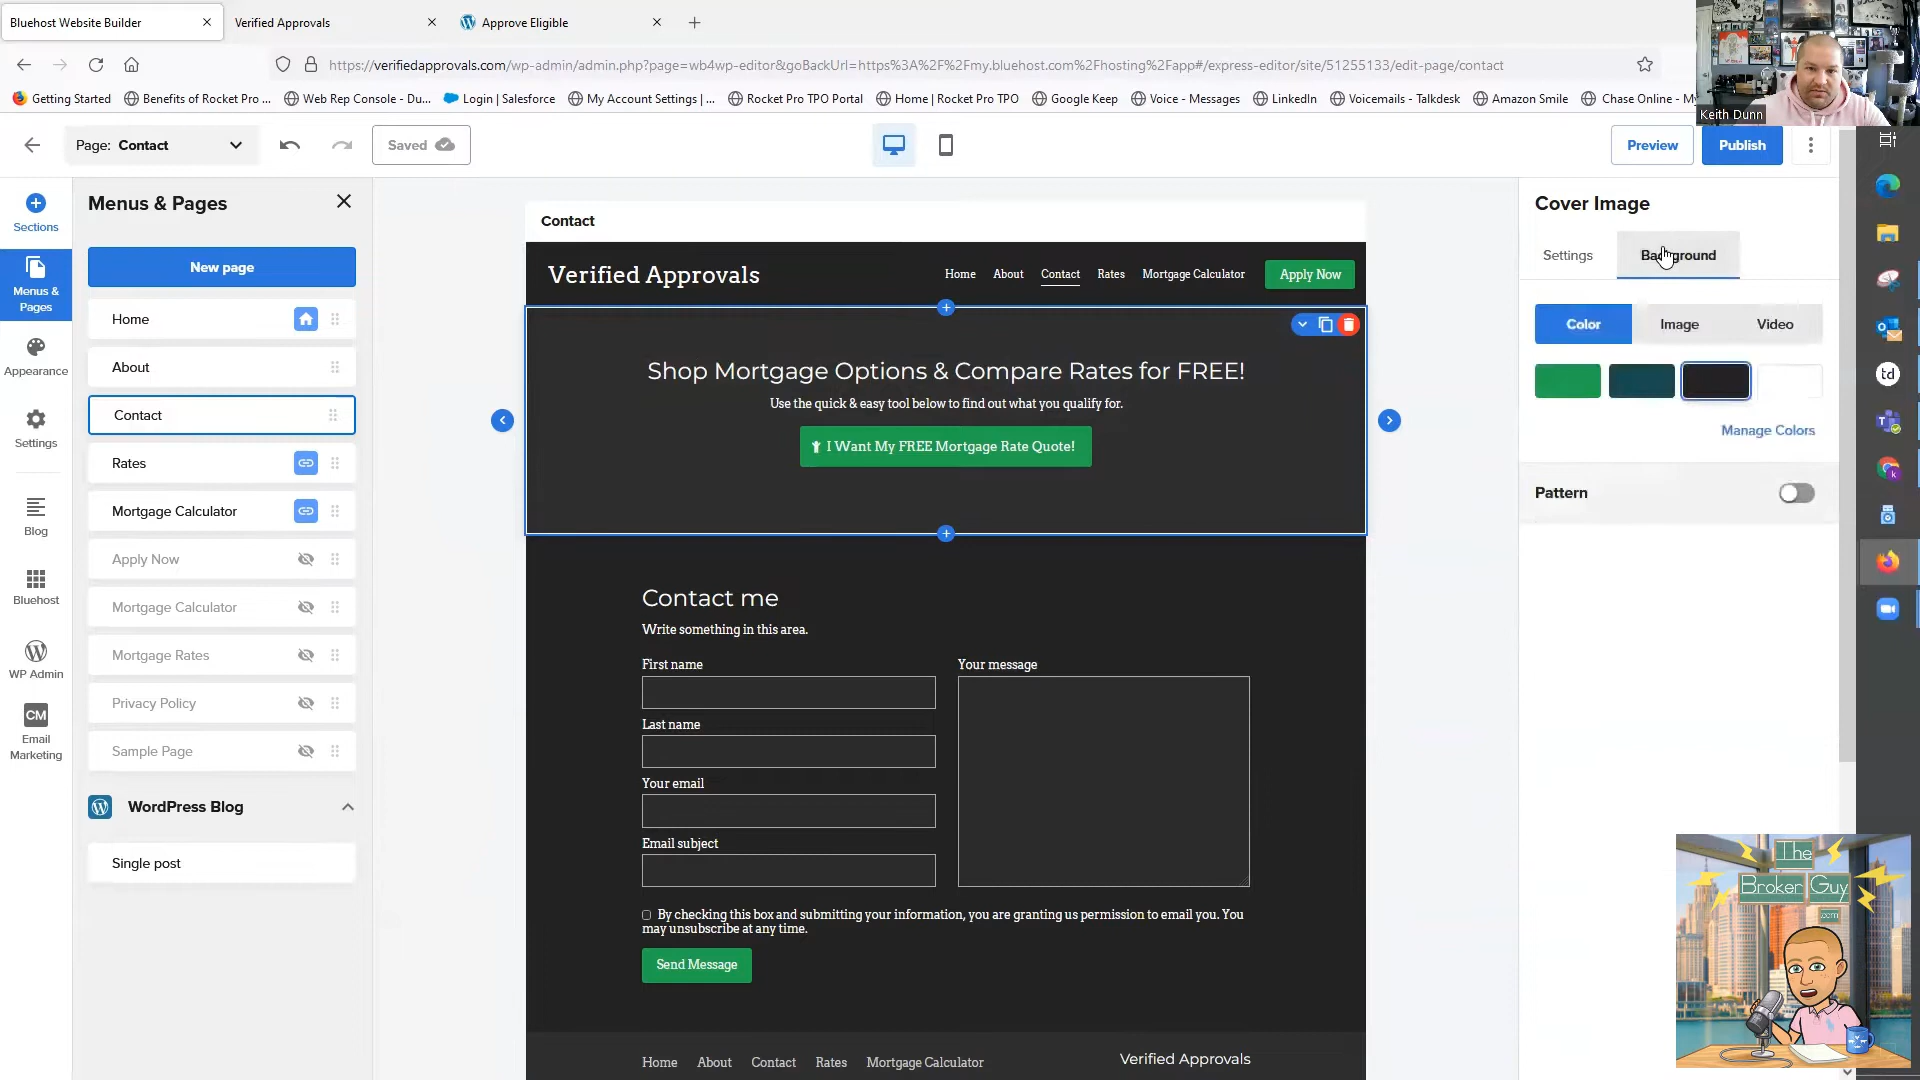 Bluehost Website Builder
Verified Approvals
Approve Eligible
https://verifiedapprovals.com/wp-admin/admin.php?page=wb4wp-editor&goBackUrl=https%3A%2F%2Fmy.bluehost.com%2Fhosting%2Fapp#/express-editor/site/51255133/edit-page/contact
Getting Started
Benefits of Rocket Pro ...
Web Rep Console - Du...
Login | Salesforce
My Account Settings | ...
Rocket Pro TPO Portal
Home | Rocket Pro TPO
Google Keep
Voice - Messages
LinkedIn
Voicemails - Talkdesk
Amazon Smile
Chase Online - My
Keith Dunn
Page: Contact
Saved
Preview
Publish
Sections
Menus &
Pages
Appearance
Settings
Blog
Bluehost
WP Admin
CM
Email
Marketing
Menus & Pages
New page
Home
About
Contact
Rates
Mortgage Calculator
Apply Now
Mortgage Calculator
Mortgage Rates
Privacy Policy
Sample Page
WordPress Blog
Single post
Contact
Verified Approvals
Home
About
Contact
Rates
Mortgage Calculator
Apply Now
Shop Mortgage Options & Compare Rates for FREE!
Use the quick & easy tool below to find out what you qualify for.
I Want My FREE Mortgage Rate Quote!
Contact me
Write something in this area.
First name
Your message
Last name
Your email
Email subject
By checking this box and submitting your information, you are granting us permission to email you. You
may unsubscribe at any time.
Send Message
Home
About
Contact
Rates
Mortgage Calculator
Verified Approvals
Cover Image
Settings
Background
Color
Image
Video
Manage Colors
Pattern
td
k
The
Broker Guy
.com